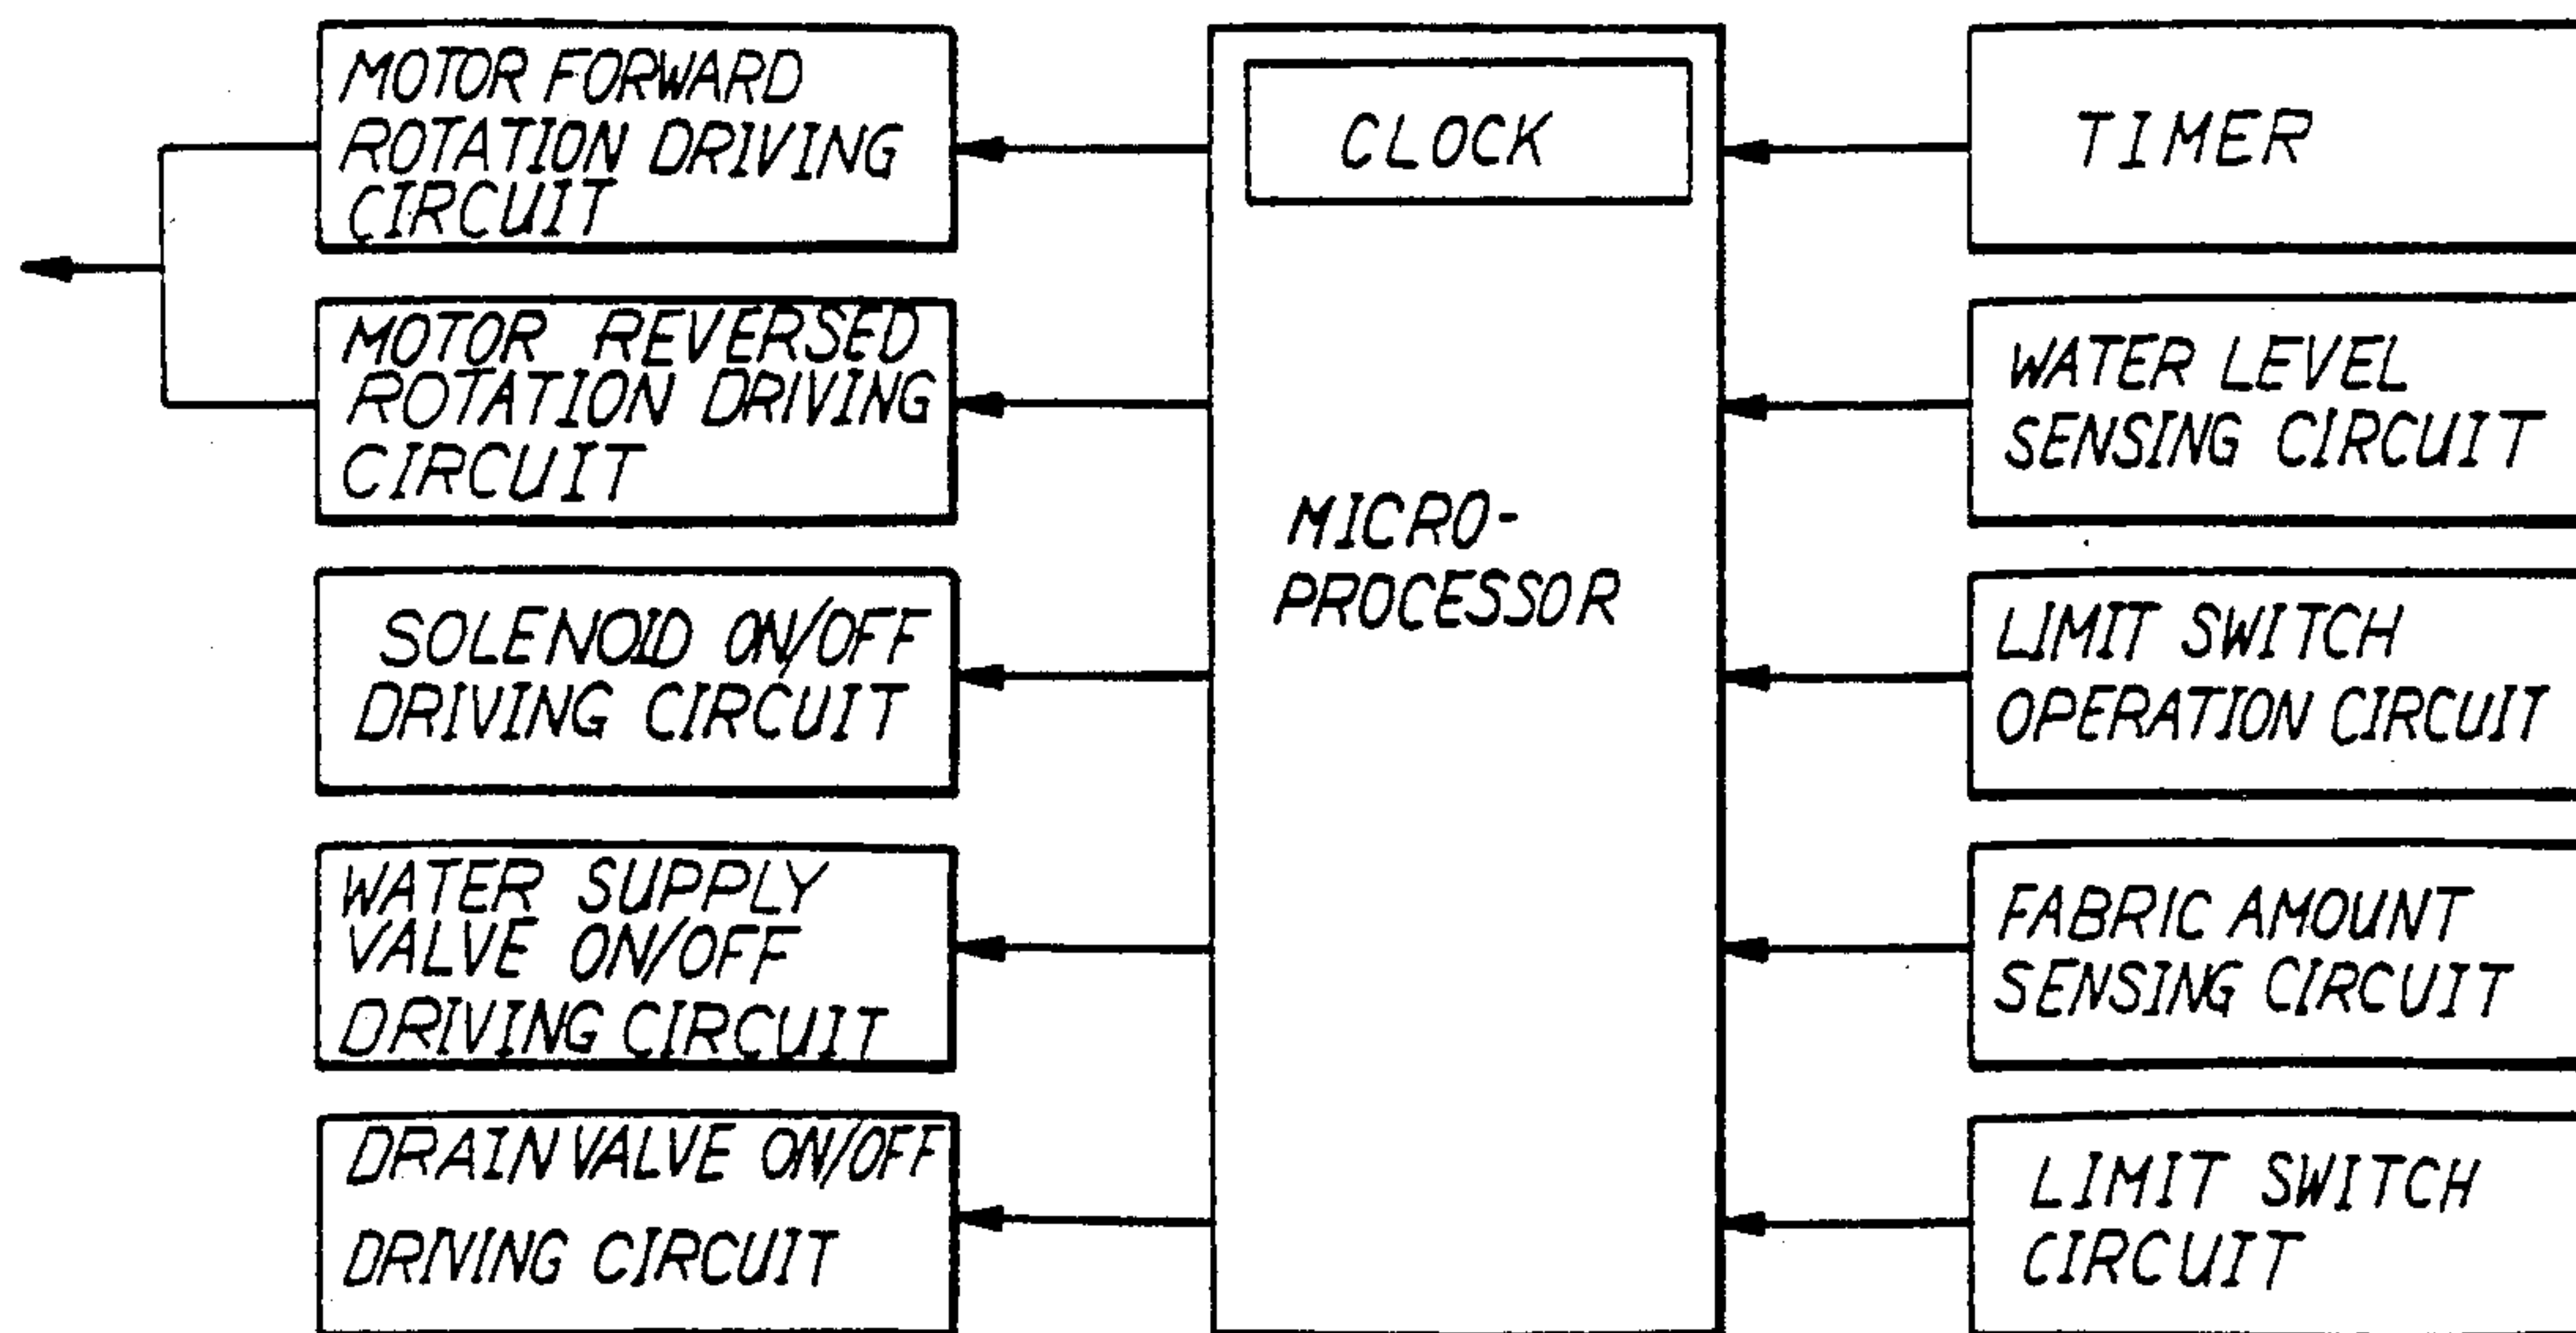 MOTOR FORWARD
ROTATION DRIVING
CIRCUIT
MOTOR REVERSED
ROTATION DRIVING
CIRCUIT
SOLENOID ON/OFF
DRIVING CIRCUIT
WATER SUPPLY
VALVE ON/OFF
DRIVING CIRCUIT
DRAIN VALVE ON/OFF
DRIVING CIRCUIT
CLOCK
MICRO-
PROCESSOR
TIMER
WATER LEVEL
SENSING CIRCUIT
LIMIT SWITCH
OPERATION CIRCUIT
FABRIC AMOUNT
SENSING CIRCUIT
LIMIT SWITCH
CIRCUIT